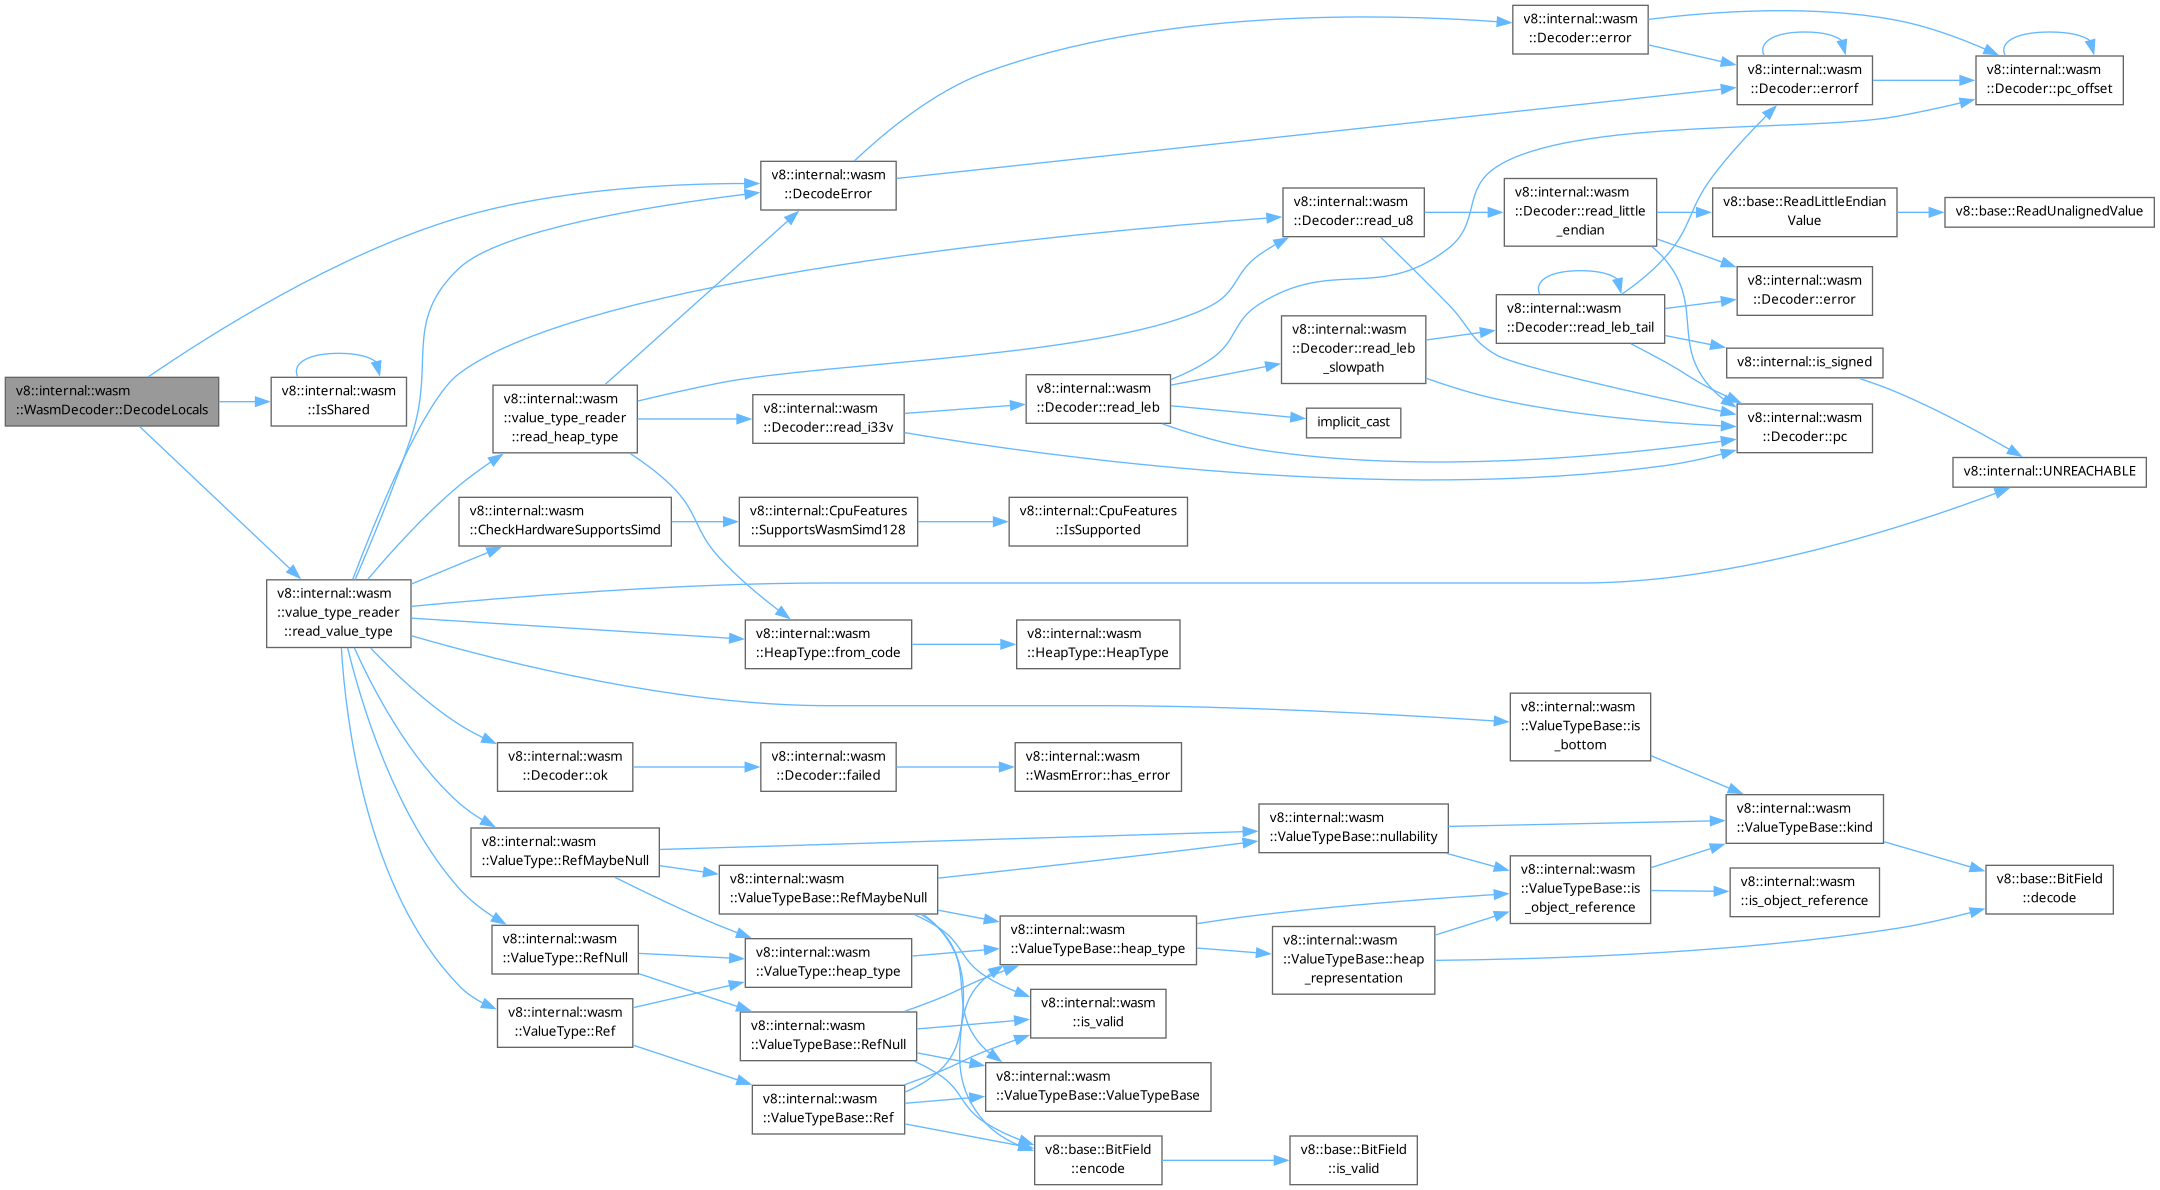 v8::internal::wasm
::WasmDecoder::DecodeLocals
v8::internal::wasm
::IsShared
v8::internal::wasm
::value_type_reader
::read_value_type
v8::internal::wasm
::DecodeError
v8::internal::wasm
::value_type_reader
::read_heap_type
v8::internal::wasm
::CheckHardwareSupportsSimd
v8::internal::wasm
::Decoder::ok
v8::internal::wasm
::ValueType::RefMaybeNull
v8::internal::wasm
::ValueType::RefNull
v8::internal::wasm
::ValueType::Ref
v8::internal::wasm
::Decoder::read_i33v
v8::internal::CpuFeatures
::SupportsWasmSimd128
v8::internal::wasm
::HeapType::from_code
v8::internal::wasm
::Decoder::failed
v8::internal::wasm
::ValueTypeBase::RefMaybeNull
v8::internal::wasm
::ValueType::heap_type
v8::internal::wasm
::ValueTypeBase::RefNull
v8::internal::wasm
::ValueTypeBase::Ref
v8::internal::wasm
::Decoder::read_leb
v8::internal::CpuFeatures
::IsSupported
v8::internal::wasm
::HeapType::HeapType
v8::internal::wasm
::WasmError::has_error
v8::internal::wasm
::ValueTypeBase::heap_type
v8::internal::wasm
::is_valid
v8::internal::wasm
::ValueTypeBase::ValueTypeBase
v8::base::BitField
::encode
v8::internal::wasm
::Decoder::read_u8
v8::internal::wasm
::Decoder::read_leb
_slowpath
implicit_cast
v8::internal::wasm
::ValueTypeBase::nullability
v8::internal::wasm
::ValueTypeBase::heap
_representation
v8::base::BitField
::is_valid
v8::internal::wasm
::Decoder::error
v8::internal::wasm
::Decoder::read_little
_endian
v8::internal::wasm
::Decoder::read_leb_tail
v8::internal::wasm
::ValueTypeBase::is
_bottom
v8::internal::wasm
::ValueTypeBase::is
_object_reference
v8::internal::wasm
::Decoder::errorf
v8::base::ReadLittleEndian
Value
v8::internal::wasm
::Decoder::error
v8::internal::is_signed
v8::internal::wasm
::Decoder::pc
v8::internal::wasm
::ValueTypeBase::kind
v8::internal::wasm
::is_object_reference
v8::internal::wasm
::Decoder::pc_offset
v8::base::ReadUnalignedValue
v8::internal::UNREACHABLE
v8::base::BitField
::decode